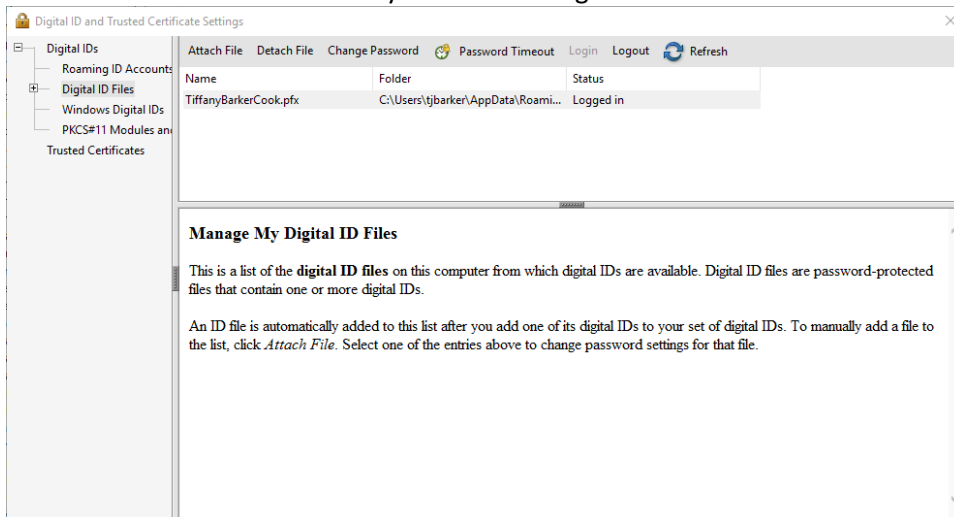 Digital ID and Trusted Certificate Settings
Digital IDs
Roaming ID Accounts
Digital ID Files
Windows Digital IDs
PKCS#11 Modules an
Trusted Certificates
Attach File Detach File Change Password Password Timeout Login Logout Refresh
Name Folder Status
TiffanyBarkerCook.pfx C:\Users\tjbarker\AppData\Roami... Logged in
Manage My Digital ID Files
This is a list of the digital ID files on this computer from which digital IDs are available. Digital ID files are password-protected
files that contain one or more digital IDs.
An ID file is automatically added to this list after you add one of its digital IDs to your set of digital IDs. To manually add a file to
the list, click Attach File. Select one of the entries above to change password settings for that file.